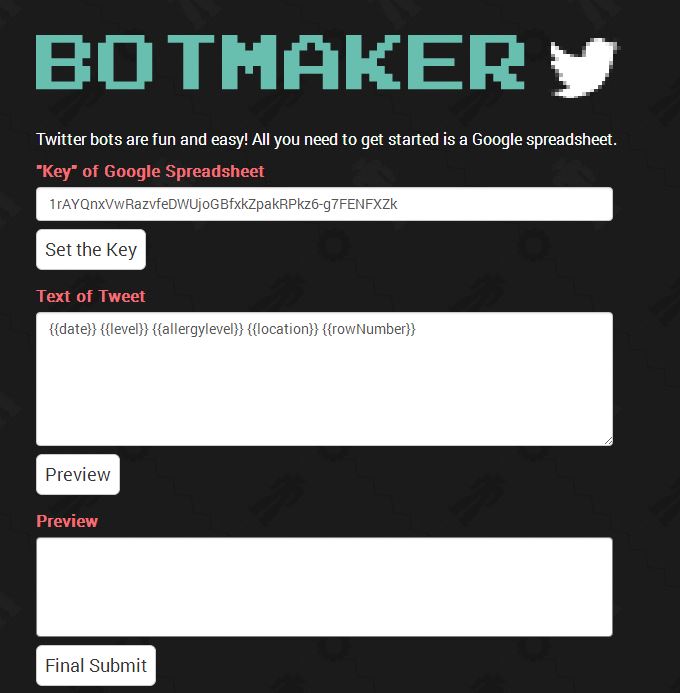 BOTMAKER
Twitter bots are fun and easy! All you need to get started is a Google spreadsheet.
"Key" of Google Spreadsheet
1rAYQnxVwRazvfeDWUjoGBfxkZpakRPkz6-g7FENFXZk
Set the Key
Text of Tweet
{{date}} {{level}} {{allergylevel}} {{location}} {{rowNumber}}
Preview
Preview
Final Submit